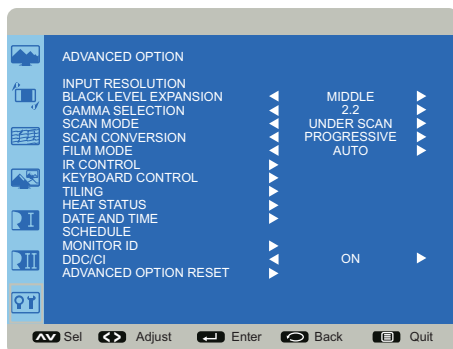 ADVANCED OPTION
INPUT RESOLUTION
BLACK LEVEL EXPANSION MIDDLE
GAMMA SELECTION 2.2
SCAN MODE UNDER SCAN
SCAN CONVERSION PROGRESSIVE
FILM MODE AUTO
IR CONTROL
KEYBOARD CONTROL
TILING
HEAT STATUS
DATE AND TIME
SCHEDULE
MONITOR ID
DDC/CI ON
ADVANCED OPTION RESET
Sel Adjust Enter Back Quit